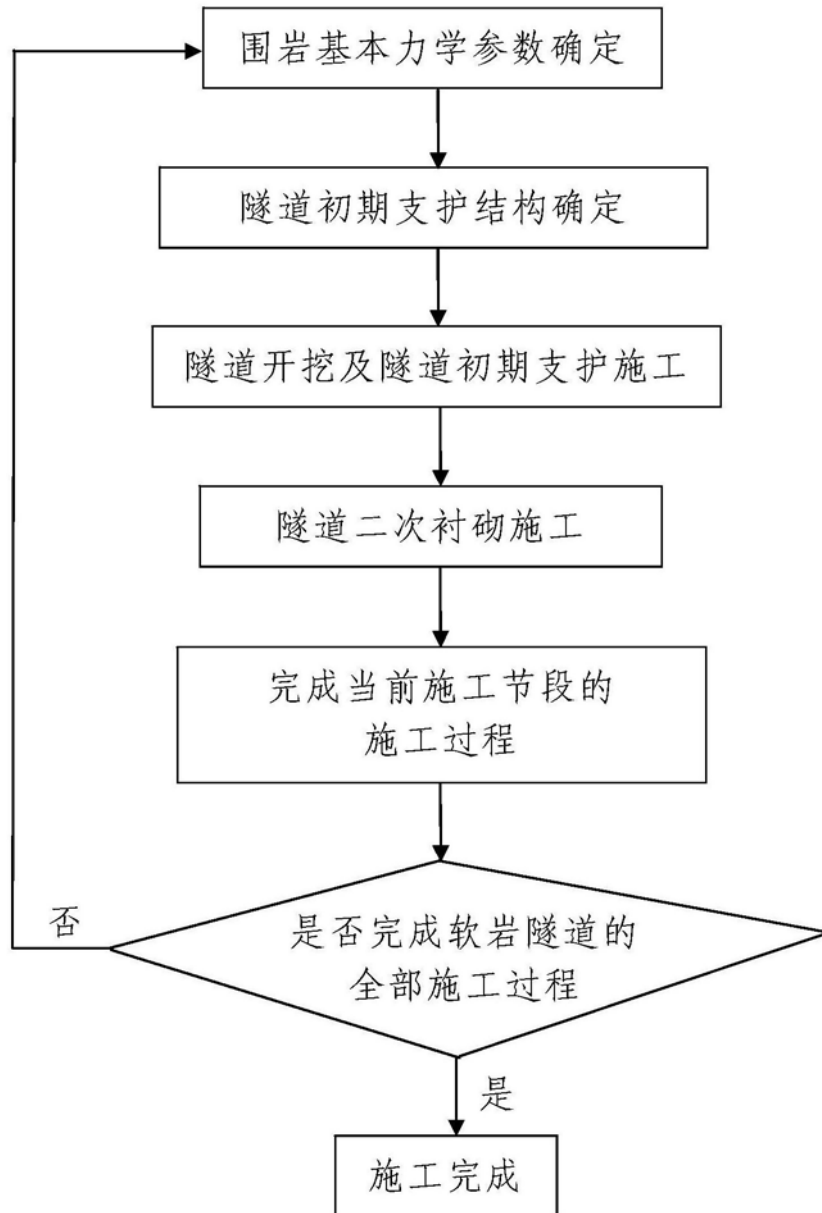 围岩基本力学参数确定
隧道初期支护结构确定
隧道开挖及隧道初期支护施工
隧道二次衬砌施工
完成当前施工节段的
施工过程
是否完成软岩隧道的
全部施工过程
否
是
施工完成